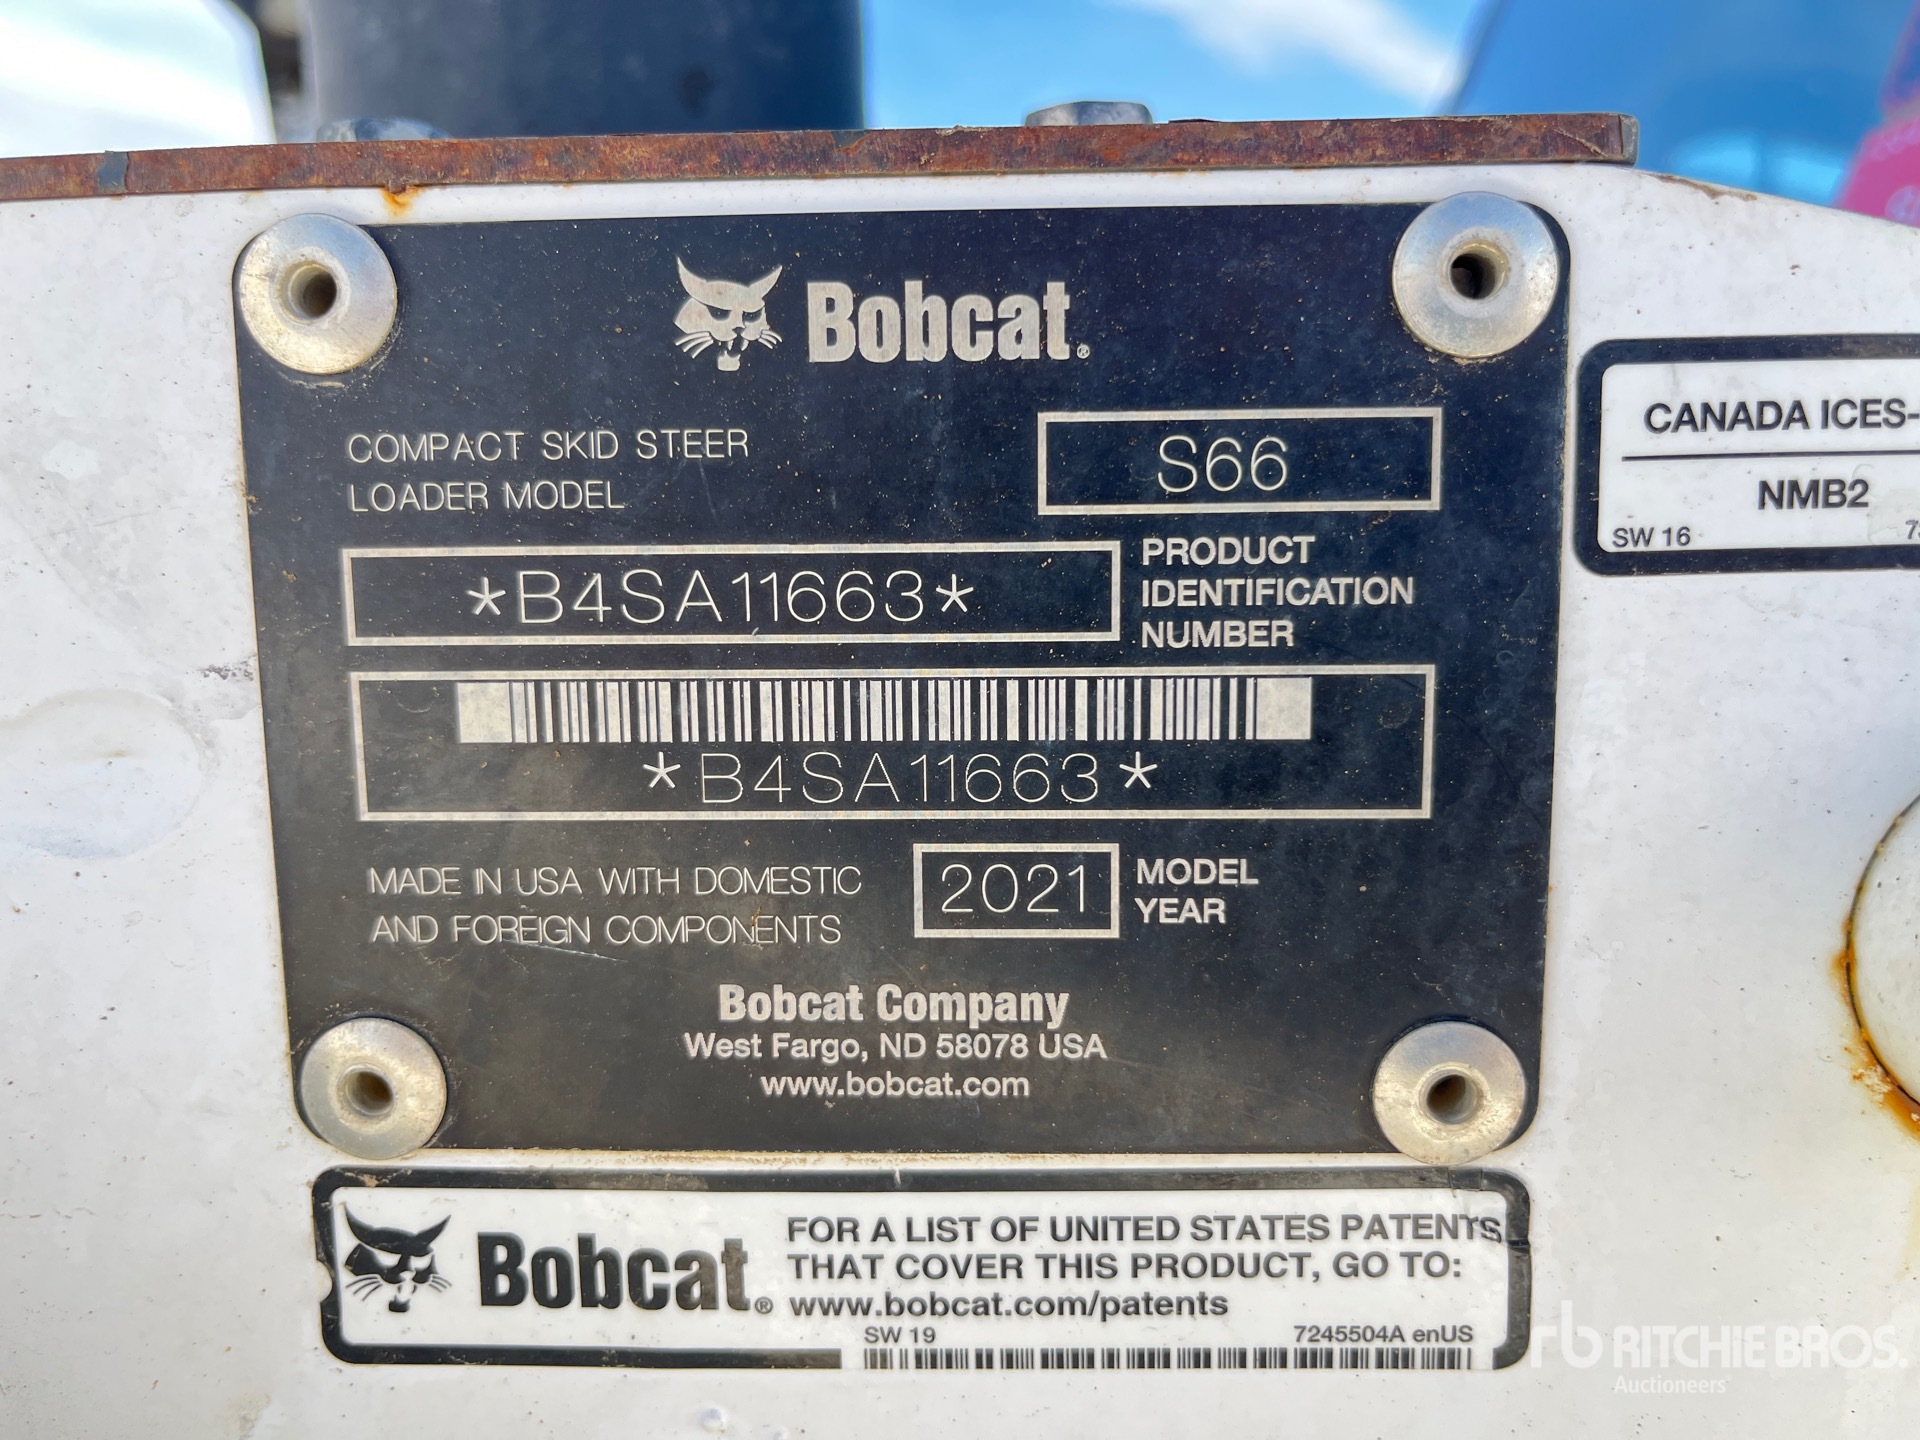 Bobcat®
COMPACT SKID STEER
LOADER MODEL
S66
*B4SA11663*
PRODUCT
IDENTIFICATION
NUMBER
*B4SA11663*
MADE IN USA WITH DOMESTIC
AND FOREIGN COMPONENTS
2021
MODEL
YEAR
Bobcat Company
West Fargo, ND 58078 USA
www.bobcat.com
CANADA ICES-
NMB2
SW 16
Bobcat®
FOR A LIST OF UNITED STATES PATENTS
THAT COVER THIS PRODUCT, GO TO:
www.bobcat.com/patents
SW 19
7245504A enUS
rb RITCHIE BROS.
Auctioneers